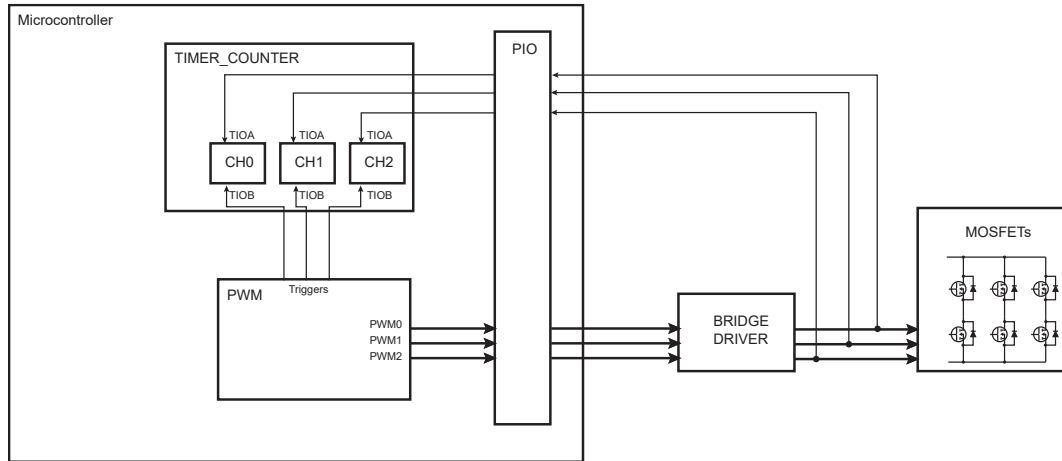 Microcontroller
PIO
TIMER_COUNTER
TIOA
TIOA
TIOA
CH0
CH1
CH2
TIOB
TIOB
TIOB
MOSFETs
Triggers
PWM
BRIDGE
DRIVER
PWM0
PWM1
PWM2